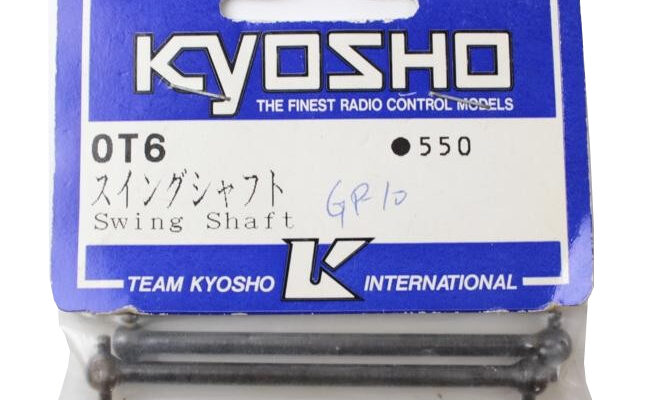 KYOSHO
THE FINEST RADIO CONTROL MODELS
OT6 ●550
スイングシャフト
Swing Shaft
GP10
TEAM KYOSHO K INTERNATIONAL